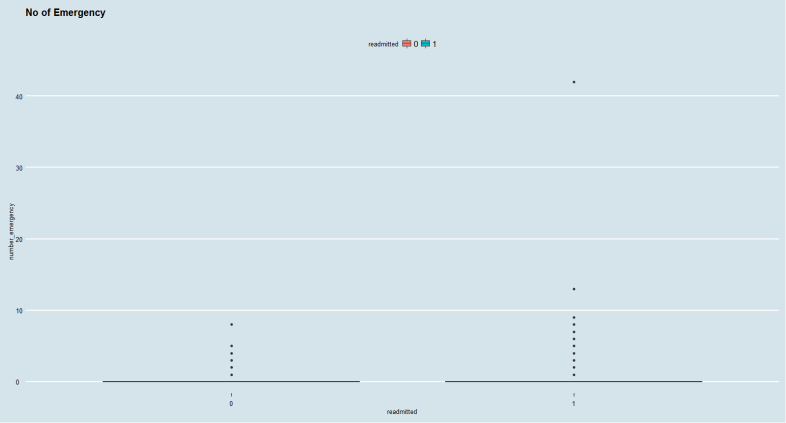 No of Emergency
readmitted 0 1
40
30
20
10
0
number_emergency
0 1
readmitted